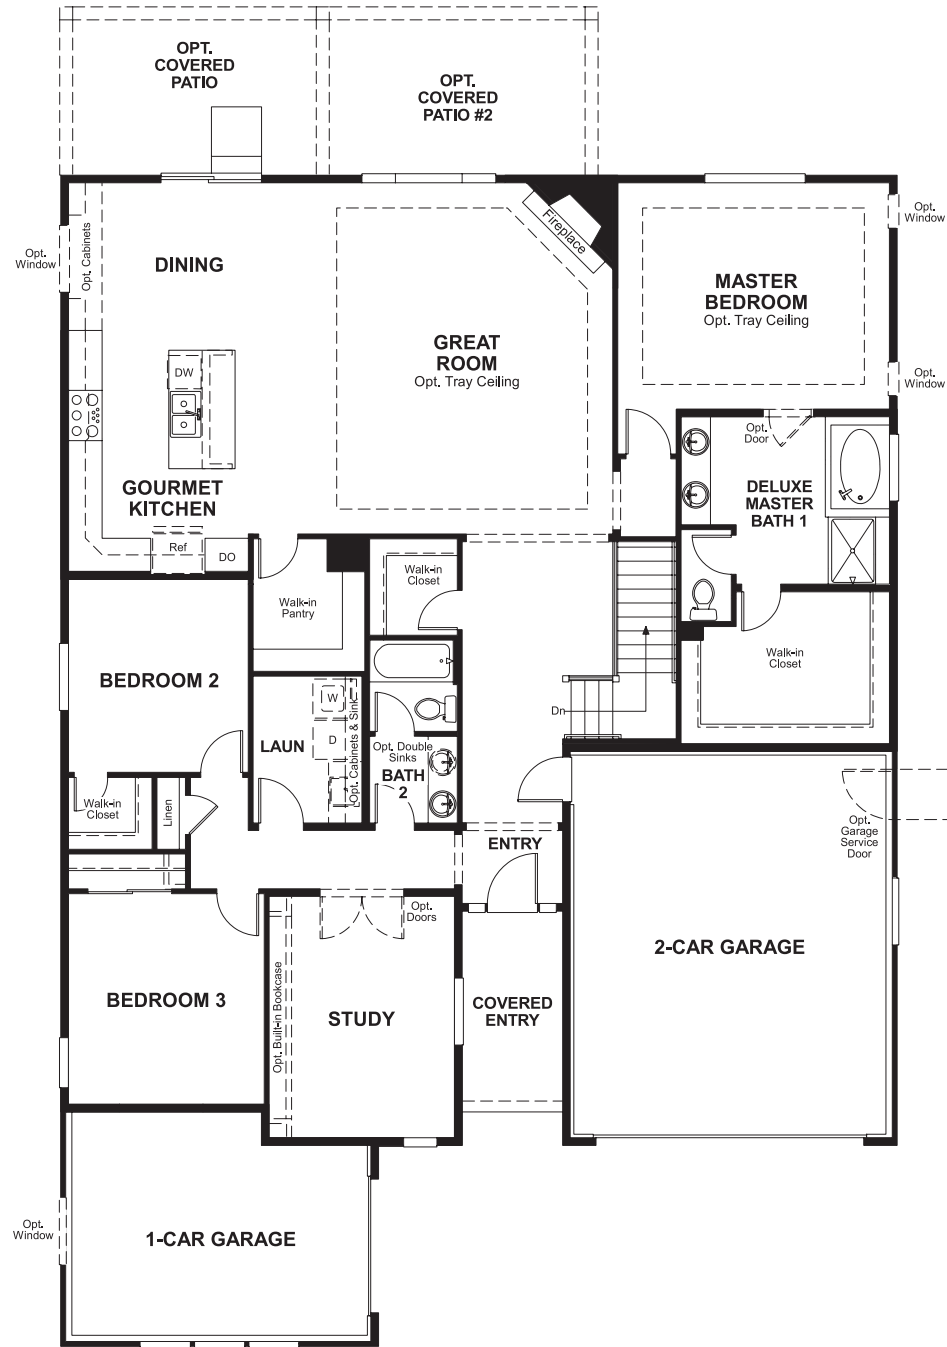 OPT.
COVERED
PATIO
OPT.
COVERED
PATIO #2
Opt.
Window
Opt. Cabinets
Opt.
Window
DINING
Fireplace
MASTER
BEDROOM
Opt. Tray Ceiling
GREAT
ROOM
Opt. Tray Ceiling
Opt.
Window
DW
Opt.
Door
GOURMET
KITCHEN
DELUXE
MASTER
BATH 1
Ref
DO
Walk-in
Closet
Walk-in
Pantry
Walk-in
Closet
BEDROOM 2
W
Opt. Cabinets & Sink
Dn
LAUN
D
Opt. Double
Sinks
BATH
2
Walk-in
Closet
Linen
Opt.
Garage
Service
Door
ENTRY
Opt.
Doors
2-CAR GARAGE
BEDROOM 3
Opt. Built-in Bookcase
STUDY
COVERED
ENTRY
Opt.
Window
1-CAR GARAGE